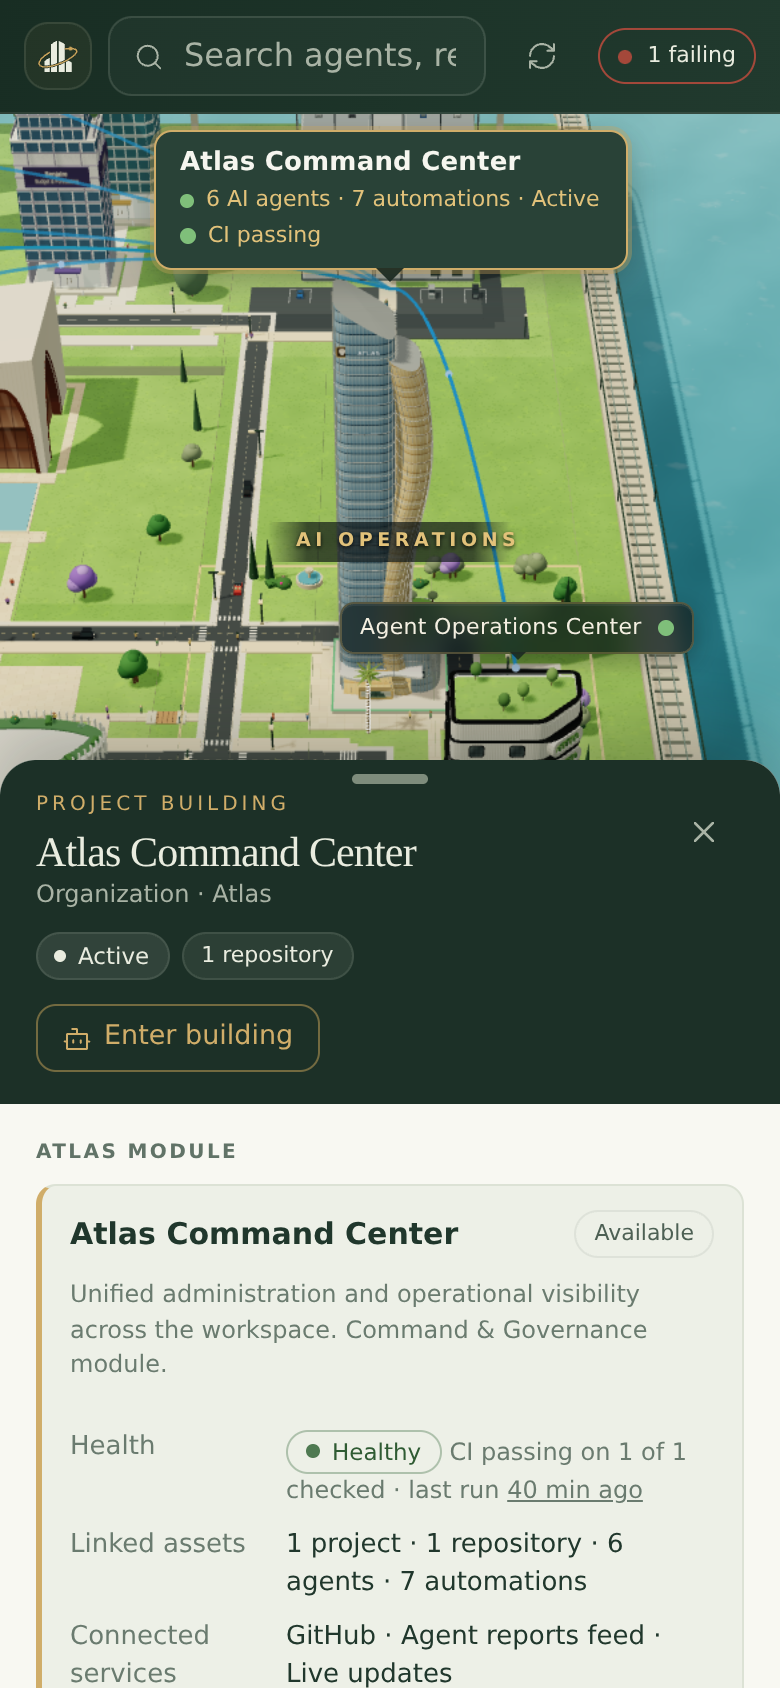 Search agents, re
1 failing
Atlas Command Center
6 AI agents · 7 automations · Active
CI passing
ATLAS
AI OPERATIONS
Agent Operations Center
PROJECT BUILDING
Atlas Command Center
Organization · Atlas
Active
1 repository
Enter building
ATLAS MODULE
Atlas Command Center
Available
Unified administration and operational visibility
across the workspace. Command & Governance
module.
Health
Healthy CI passing on 1 of 1
checked · last run 40 min ago
Linked assets
1 project · 1 repository · 6
agents · 7 automations
Connected
services
GitHub · Agent reports feed ·
Live updates